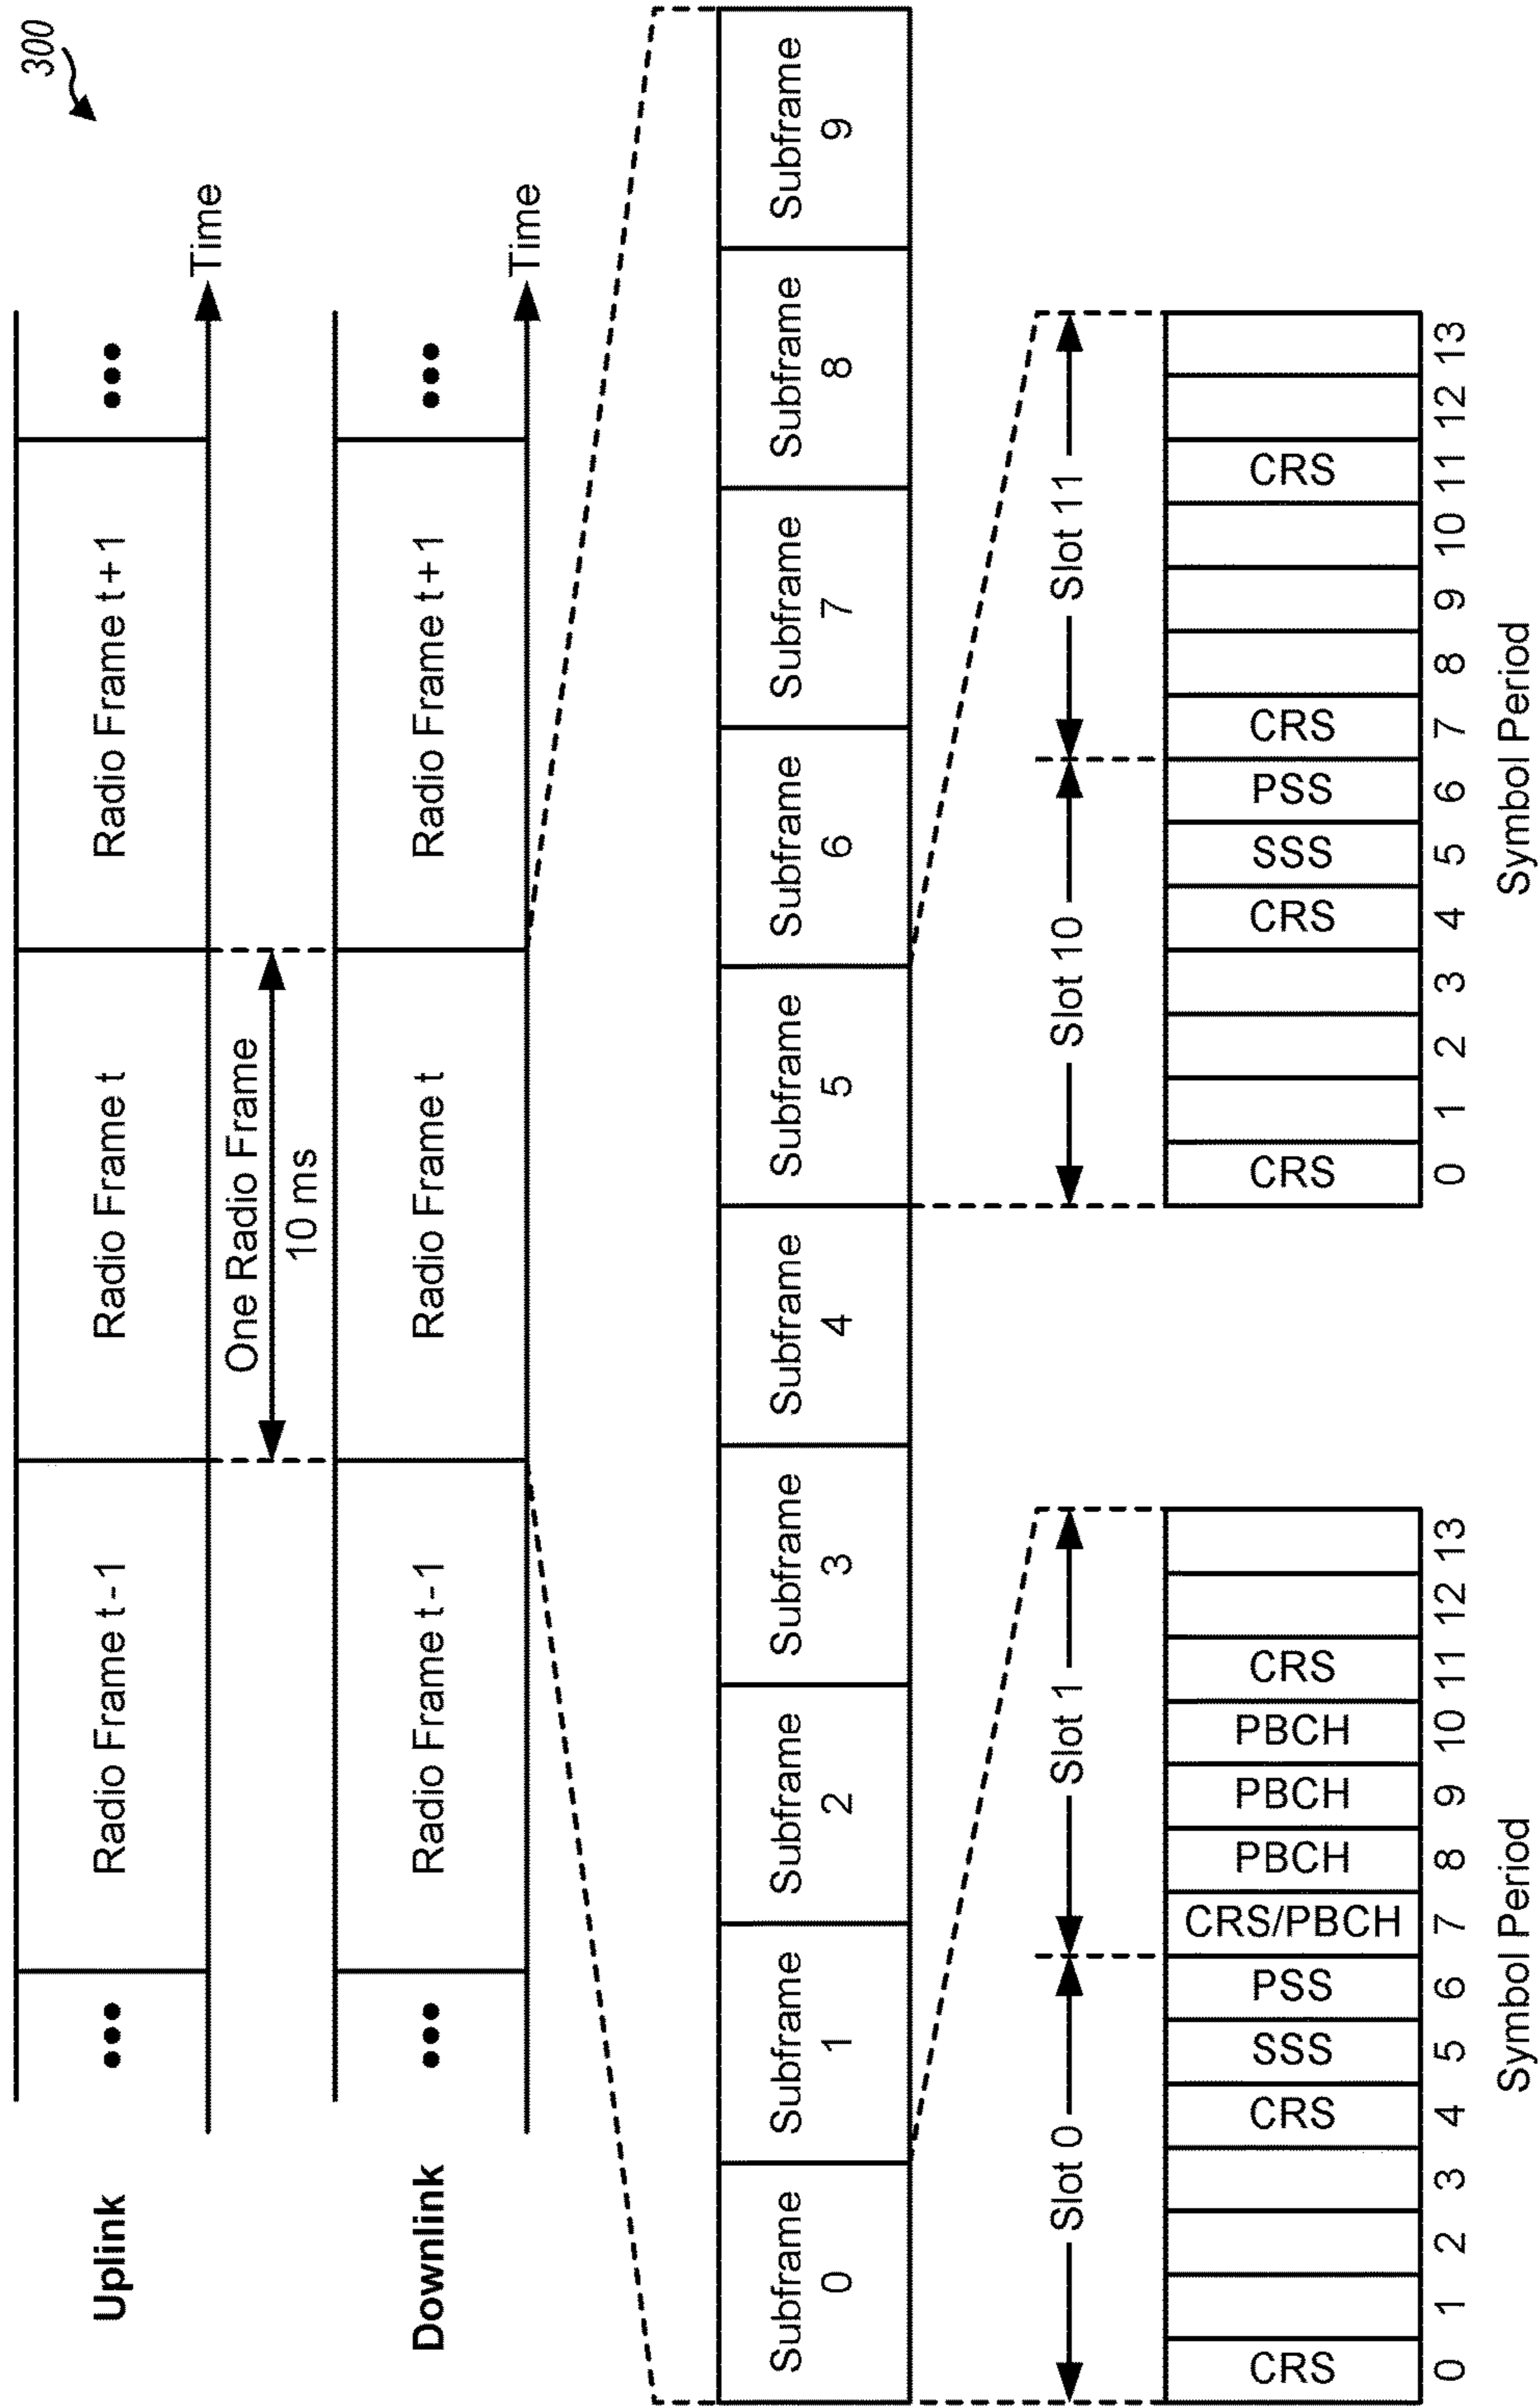 300
Uplink
••• Radio Frame t-1 Radio Frame t Radio Frame t+1 •••
Time
One Radio Frame
10 ms
Downlink
••• Radio Frame t-1 Radio Frame t Radio Frame t+1 •••
Time
Subframe Subframe Subframe Subframe Subframe Subframe Subframe Subframe Subframe Subframe
0 1 2 3 4 5 6 7 8 9
Slot 0 Slot 1 Slot 10 Slot 11
CRS CRS SSS PSS CRS/PBCH PBCH PBCH PBCH CRS CRS CRS SSS PSS CRS CRS
0 1 2 3 4 5 6 7 8 9 10 11 12 13 0 1 2 3 4 5 6 7 8 9 10 11 12 13
Symbol Period Symbol Period